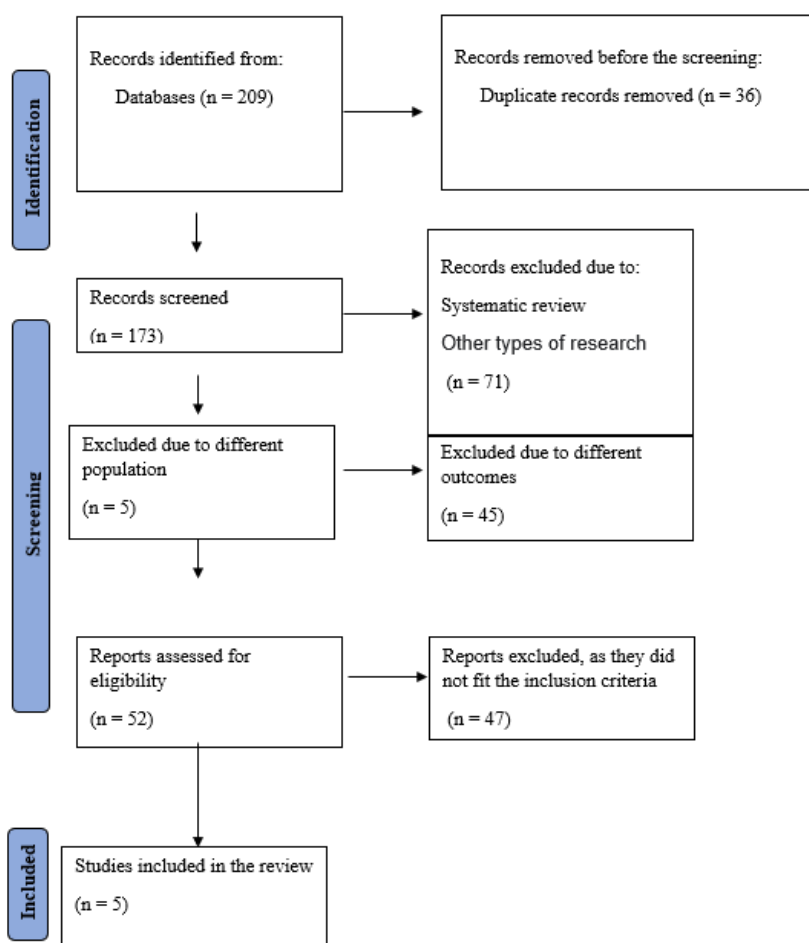 Identification
Records identified from:
Databases (n = 209)
Records removed before the screening:
Duplicate records removed (n = 36)
Screening
Records screened
(n = 173)
Records excluded due to:
Systematic review
Other types of research
(n = 71)
Excluded due to different
population
(n = 5)
Excluded due to different
outcomes
(n = 45)
Reports assessed for
eligibility
(n = 52)
Reports excluded, as they did
not fit the inclusion criteria
(n = 47)
Included
Studies included in the review
(n = 5)